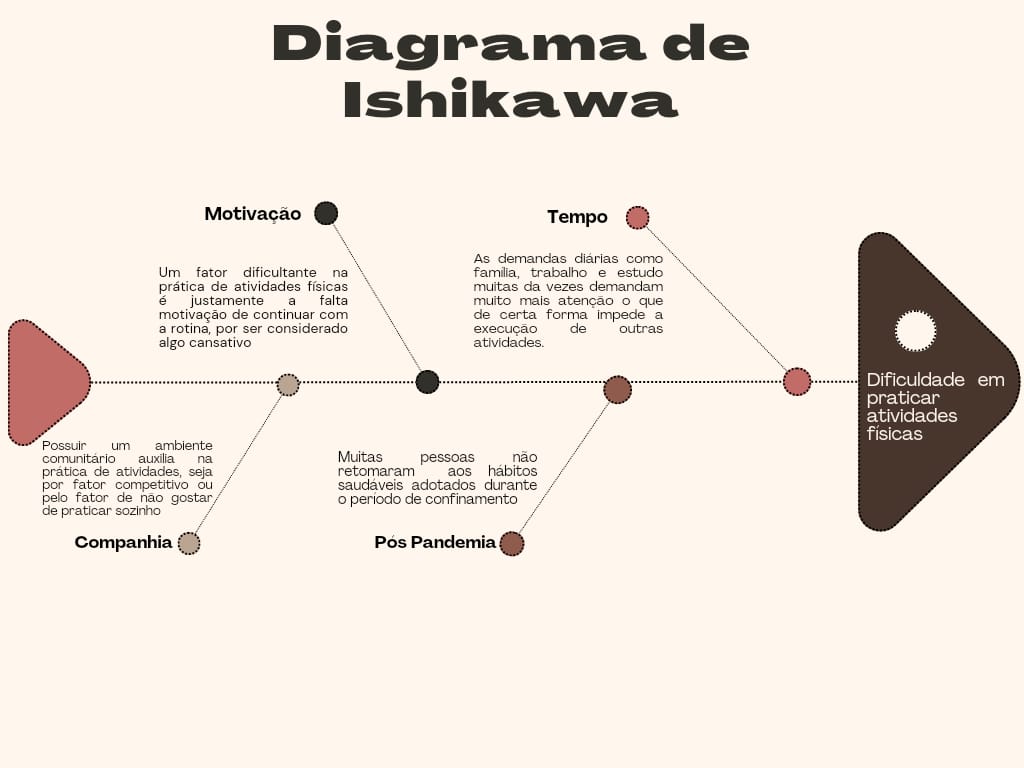 Diagrama de
Ishikawa
Motivação
Um fator dificultante na
prática de atividades físicas
é justamente a falta
motivação de continuar com
a rotina, por ser considerado
algo cansativo
Tempo
As demandas diárias como
família, trabalho e estudo
muitas da vezes demandam
muito mais atenção o que
de certa forma impede a
execução de outras
atividades.
Dificuldade em
praticar
atividades
físicas
Possuir um ambiente
comunitário auxilia na
prática de atividades, seja
por fator competitivo ou
pelo fator de não gostar
de praticar sozinho
Companhia
Muitas pessoas não
retomaram aos hábitos
saudáveis adotados durante
o período de confinamento
Pós Pandemia